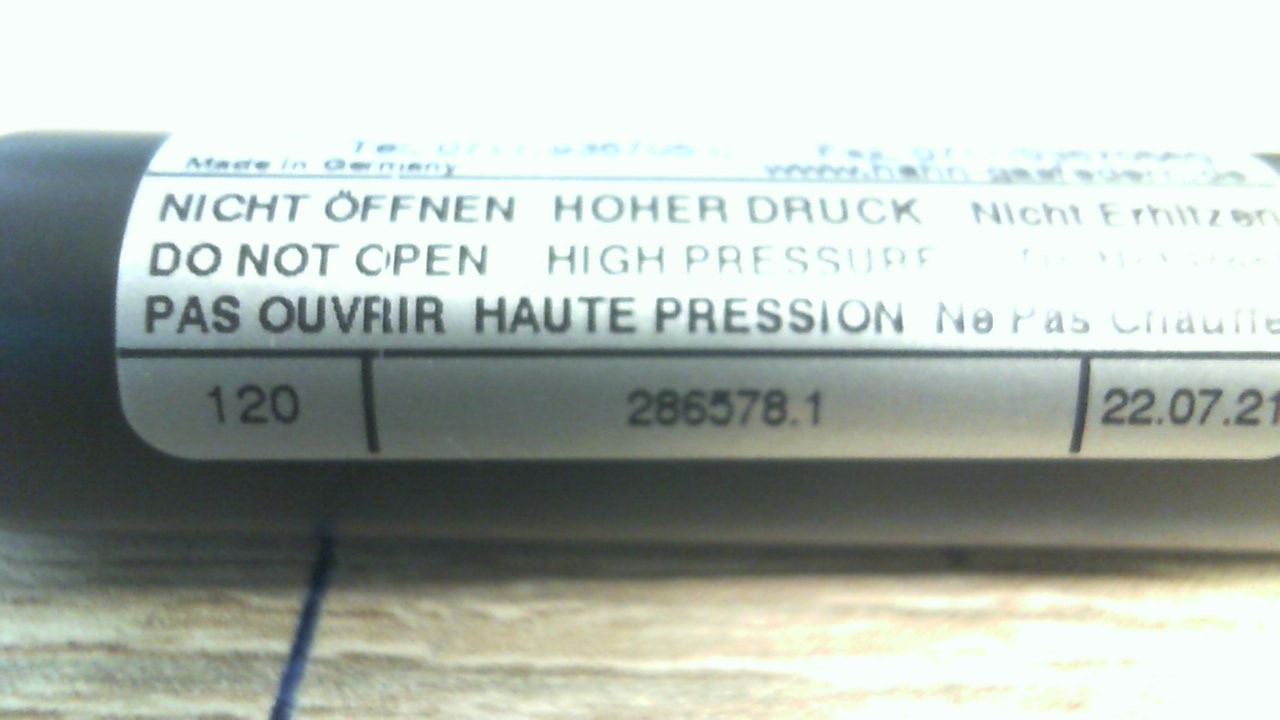 Made in Germany
NICHT ÖFFNEN HOHER DRUCK Nicht Erhitzen
DO NOT OPEN HIGH PRESSURE
PAS OUVRIR HAUTE PRESSION Ne Pas Chauffe
120 286578.1 22.07.21